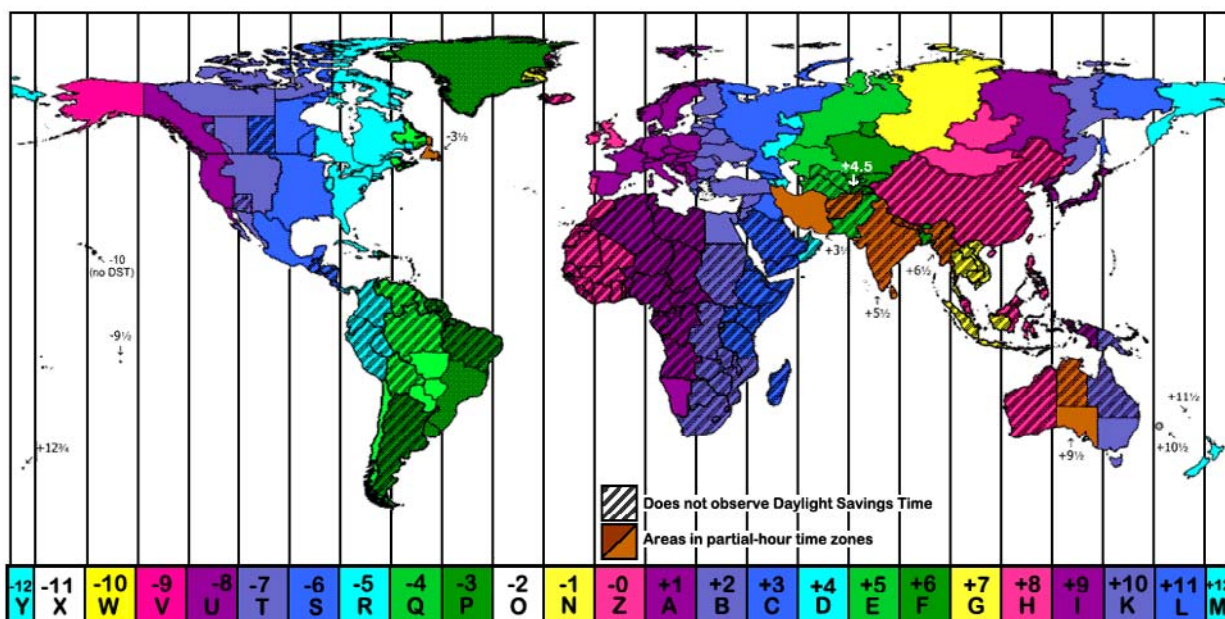 -3½
+4.5
-10
(no DST)
+3½
+6½
+5½
-9½
+11½
+12¾
+9½
+10½
Does not observe Daylight Savings Time
Areas in partial-hour time zones
-12 -11 -10 -9 -8 -7 -6 -5 -4 -3 -2 -1 -0 +1 +2 +3 +4 +5 +6 +7 +8 +9 +10 +11 +12
Y X W V U T S R Q P O N Z A B C D E F G H I K L M